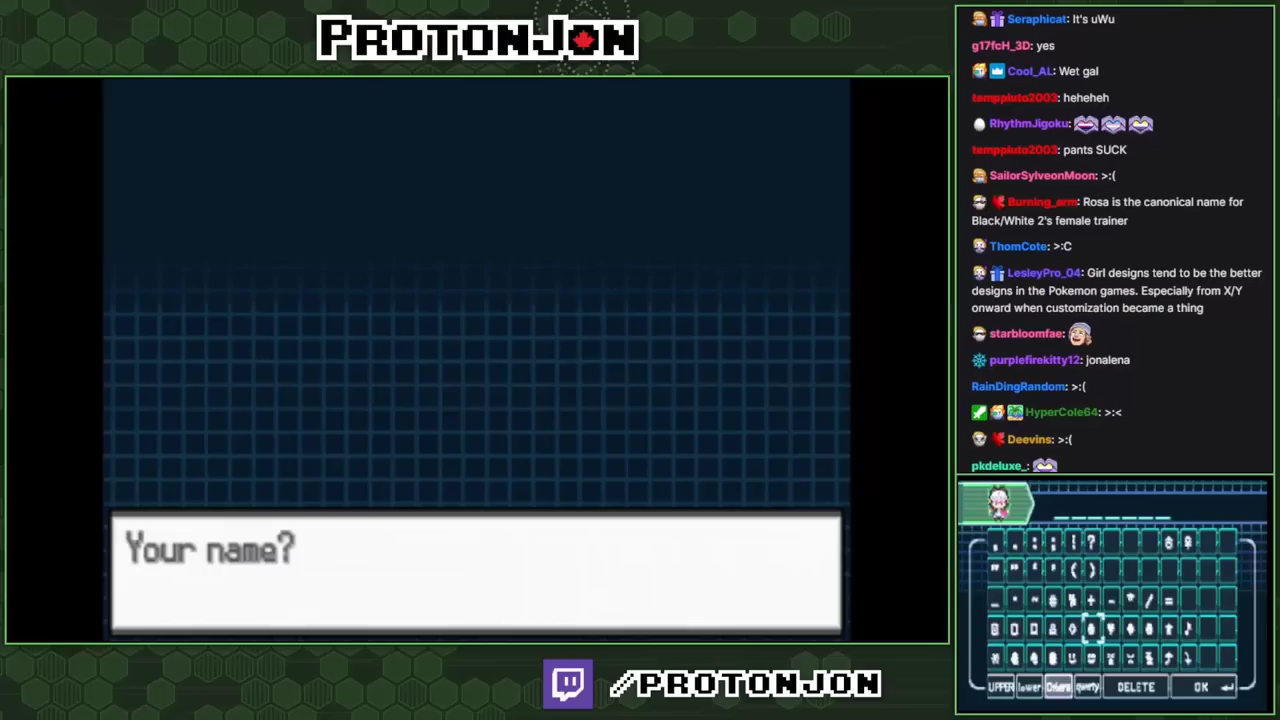 PROTONJON
Your name?
/PROTONJON
Seraphicat: It's uWu
g17fcH_3D: yes
Cool_AL: Wet gal
temppluto2003: heheheh
RhythmJigoku:
temppluto2003: pants SUCK
SailorSylveonMoon: >:(
Burning_arm: Rosa is the canonical name for
Black/White 2's female trainer
ThomCote: >:C
LesleyPro_04: Girl designs tend to be the better
designs in the Pokemon games. Especially from X/Y
onward when customization became a thing
starbloomfae:
purplefirekitty12: jonalena
RainDingRandom: >:(
HyperCole64: >:<
Deevins: >:(
pkdeluxe_:
UPPER lower Others qwerty DELETE OK